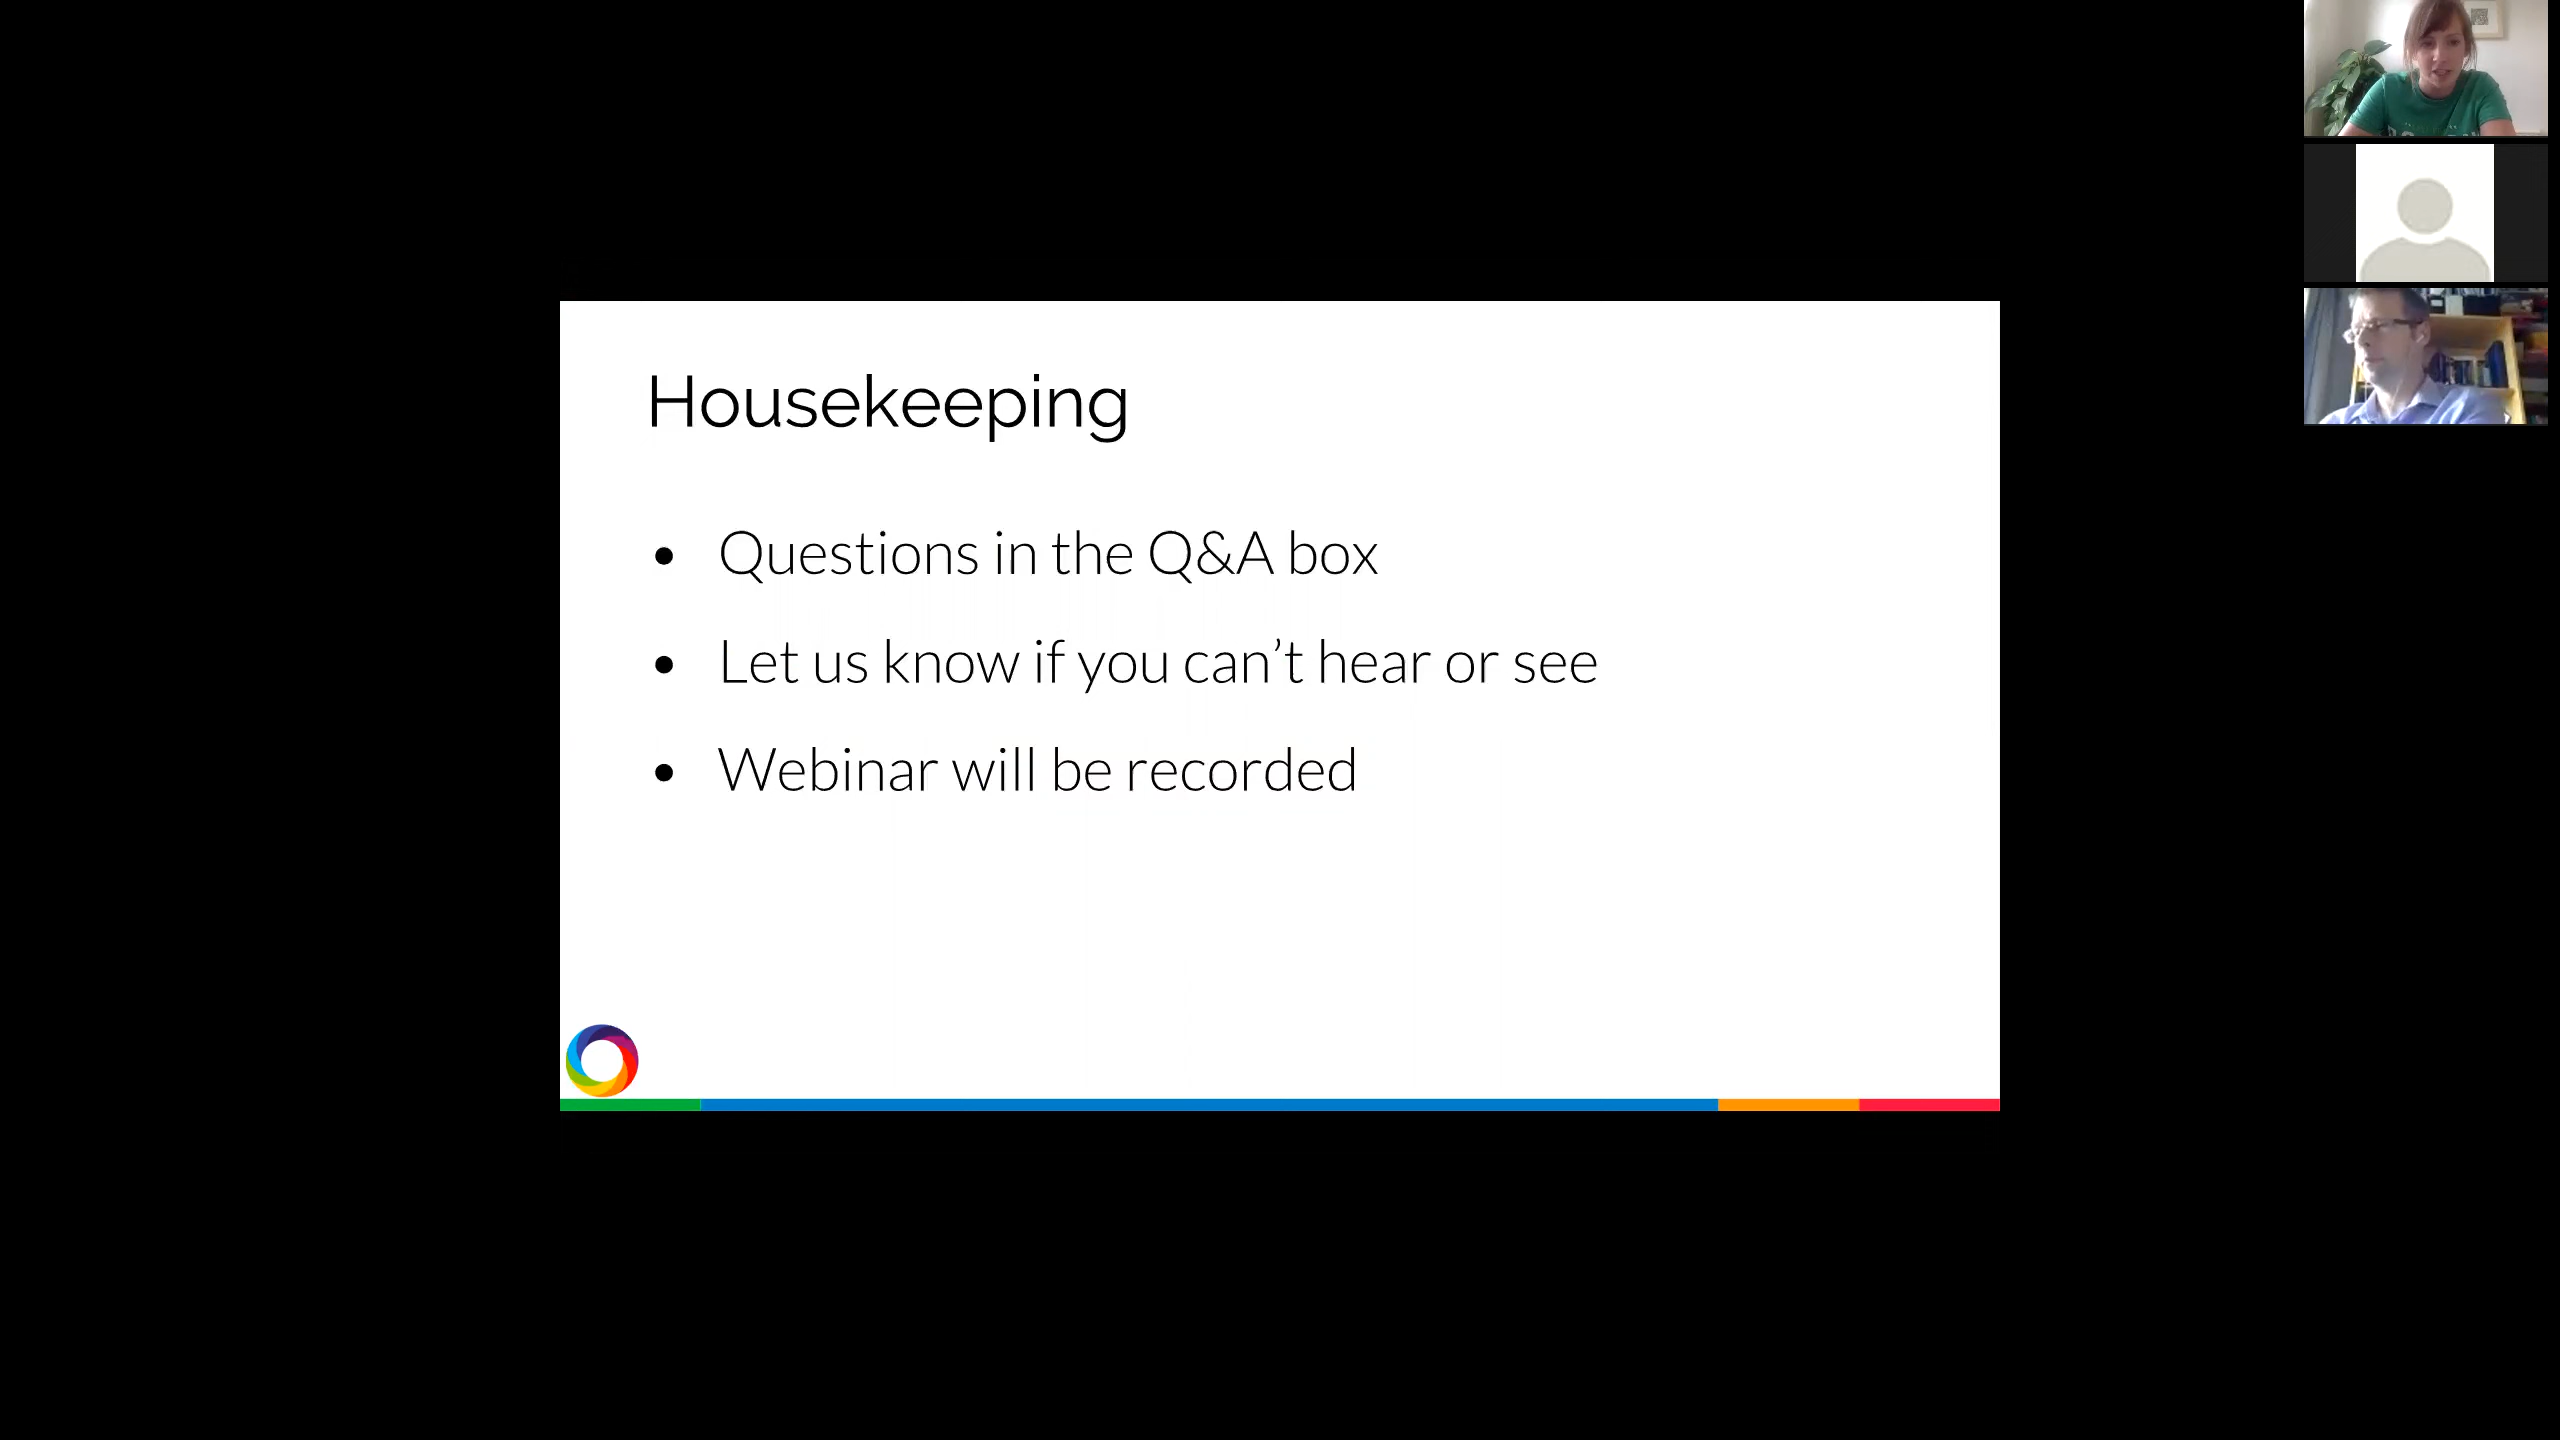 Housekeeping
• Questions in the Q&A box
• Let us know if you can’t hear or see
• Webinar will be recorded